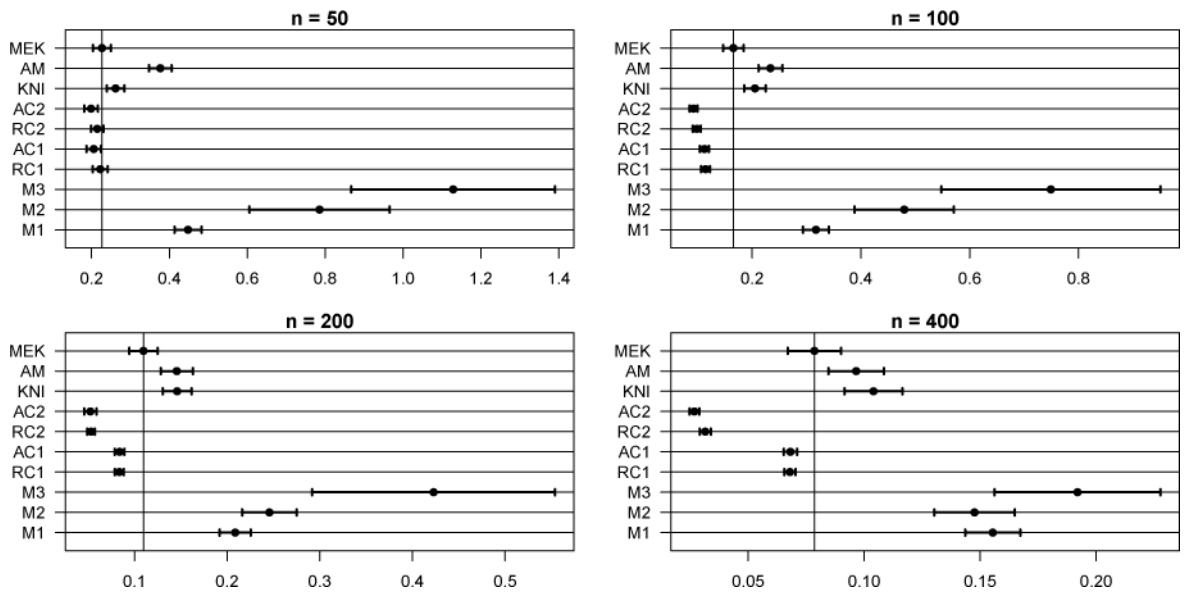 n = 50
MEK
AM
KNI
AC2
RC2
AC1
RC1
M3
M2
M1
0.2 0.4 0.6 0.8 1.0 1.2 1.4
n = 100
MEK
AM
KNI
AC2
RC2
AC1
RC1
M3
M2
M1
0.2 0.4 0.6 0.8
n = 200
MEK
AM
KNI
AC2
RC2
AC1
RC1
M3
M2
M1
0.1 0.2 0.3 0.4 0.5
n = 400
MEK
AM
KNI
AC2
RC2
AC1
RC1
M3
M2
M1
0.05 0.10 0.15 0.20